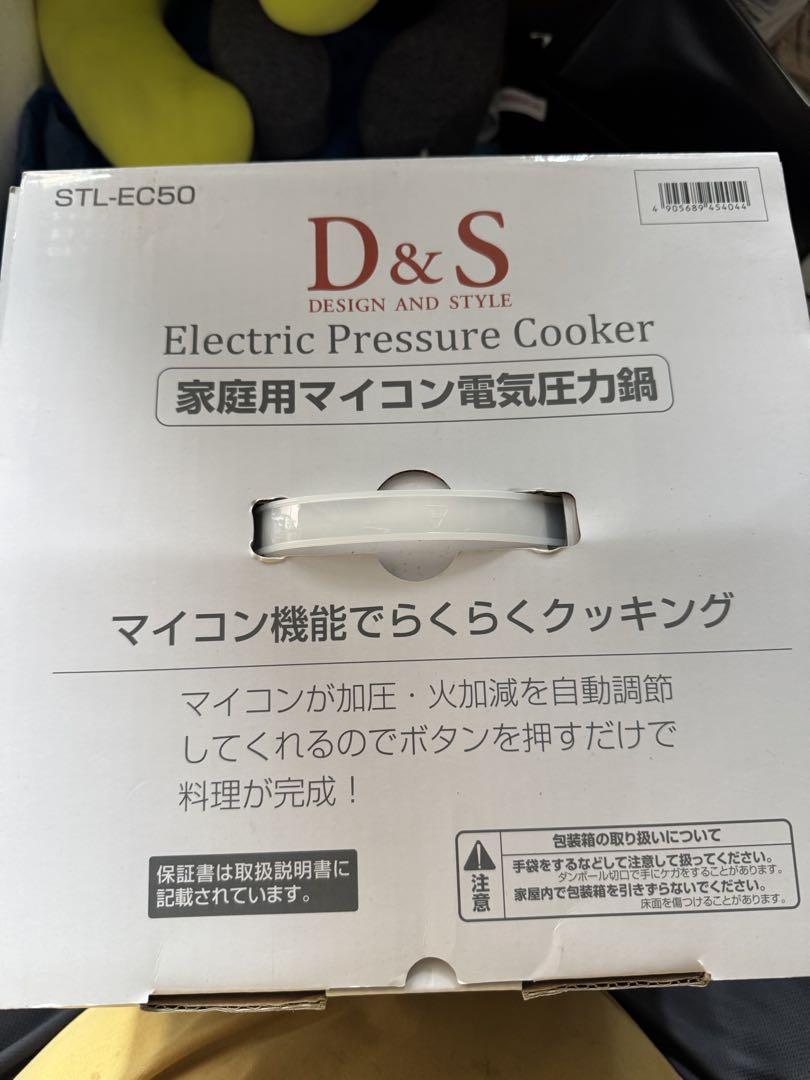 STL-EC50
4 905689 454044
D&S
DESIGN AND STYLE
Electric Pressure Cooker
家庭用マイコン電気圧力鍋
マイコン機能でらくらくクッキング
マイコンが加圧・火加減を自動調節
してくれるのでボタンを押すだけで
料理が完成!
保証書は取扱説明書に
記載されています。
注意
包装箱の取り扱いについて
手袋をするなどして注意して扱ってください。
ダンボール切口で手にケガをすることがあります。
家屋内で包装箱を引きずらないでください。
床面を傷つけることがあります。